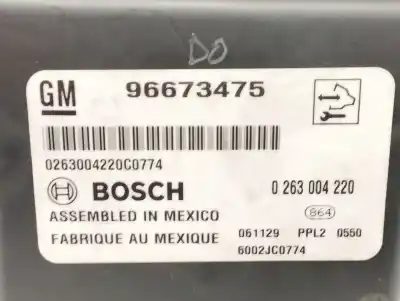 DO
GM 96673475
0263004220C0774
BOSCH 0 263 004 220
ASSEMBLED IN MEXICO 864
FABRIQUE AU MEXIQUE 061129 PPL2 0550
6002JC0774